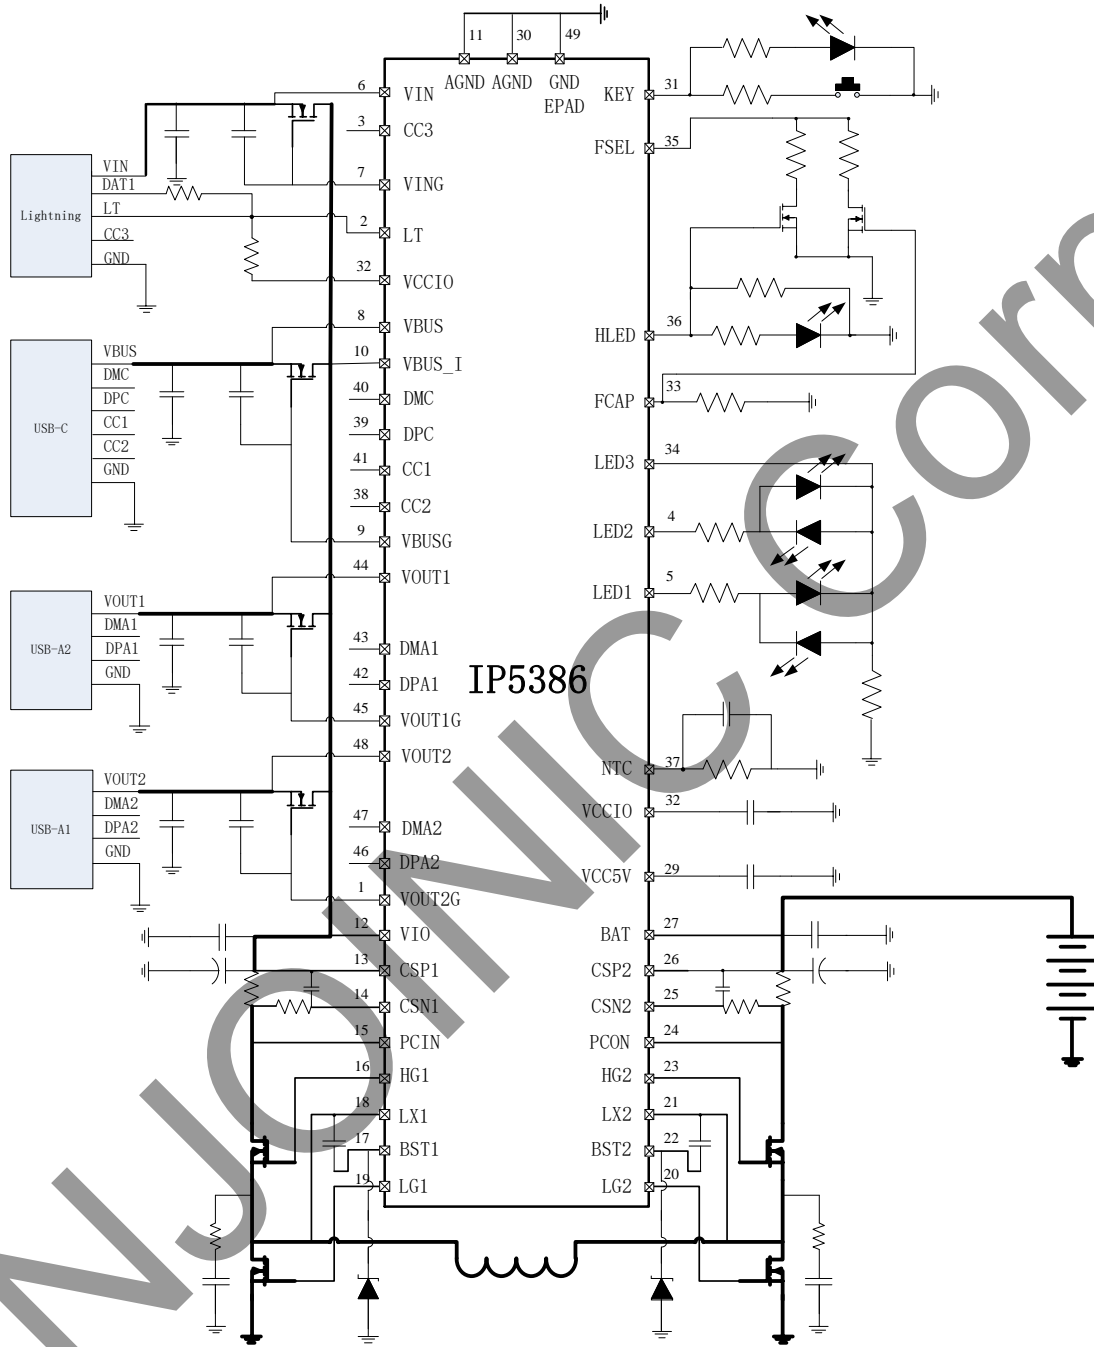 11
30
49
AGND
AGND
GND
EPAD
6
VIN
3
CC3
7
VING
2
LT
32
VCCIO
8
VBUS
10
VBUS_I
40
DMC
39
DPC
41
CC1
38
CC2
9
VBUSG
44
VOUT1
43
DMA1
42
DPA1
45
VOUT1G
48
VOUT2
47
DMA2
46
DPA2
1
VOUT2G
12
VIO
13
CSP1
14
CSN1
15
PCIN
16
HG1
18
LX1
17
BST1
19
LG1
Lightning
VIN
DAT1
LT
CC3
GND
USB-C
VBUS
DMC
DPC
CC1
CC2
GND
USB-A2
VOUT1
DMA1
DPA1
GND
USB-A1
VOUT2
DMA2
DPA2
GND
IP5386
KEY
31
FSEL
35
HLED
36
FCAP
33
LED3
34
LED2
4
LED1
5
NTC
37
VCCIO
32
VCC5V
29
BAT
27
CSP2
26
CSN2
25
PCON
24
HG2
23
LX2
21
BST2
22
LG2
20
NJOINIC Corp